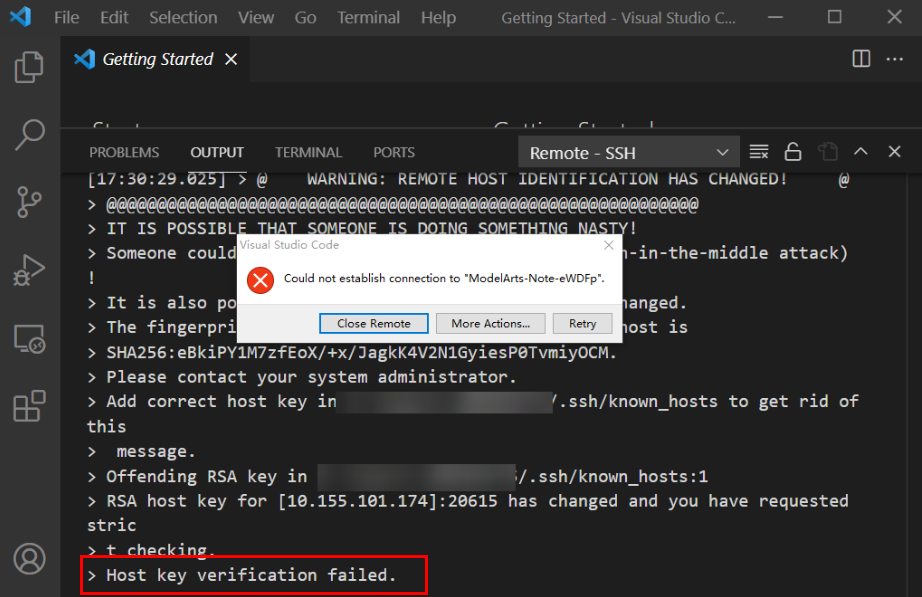 File Edit Selection View Go Terminal Help Getting Started - Visual Studio C...
Getting Started
PROBLEMS OUTPUT TERMINAL PORTS Remote - SSH
[17:30:29.025] > @ WARNING: REMOTE HOST IDENTIFICATION HAS CHANGED! @
> @@@@@@@@@@@@@@@@@@@@@@@@@@@@@@@@@@@@@@@@@@@@@@@@@@@@@@@@@@@
> IT IS POSSIBLE THAT SOMEONE IS DOING SOMETHING NASTY!
> Someone could n-in-the-middle attack)
!
> It is also po hanged.
> The fingerpri host is
> SHA256:eBkiPY1M7zfEoX/+x/JagkK4V2N1GyiesP0TvmiyOCM.
> Please contact your system administrator.
> Add correct host key in /.ssh/known_hosts to get rid of
this
> message.
> Offending RSA key in /.ssh/known_hosts:1
> RSA host key for [10.155.101.174]:20615 has changed and you have requested
stric
> t checking.
> Host key verification failed.
Visual Studio Code
Could not establish connection to "ModelArts-Note-eWDFp".
Close Remote More Actions... Retry